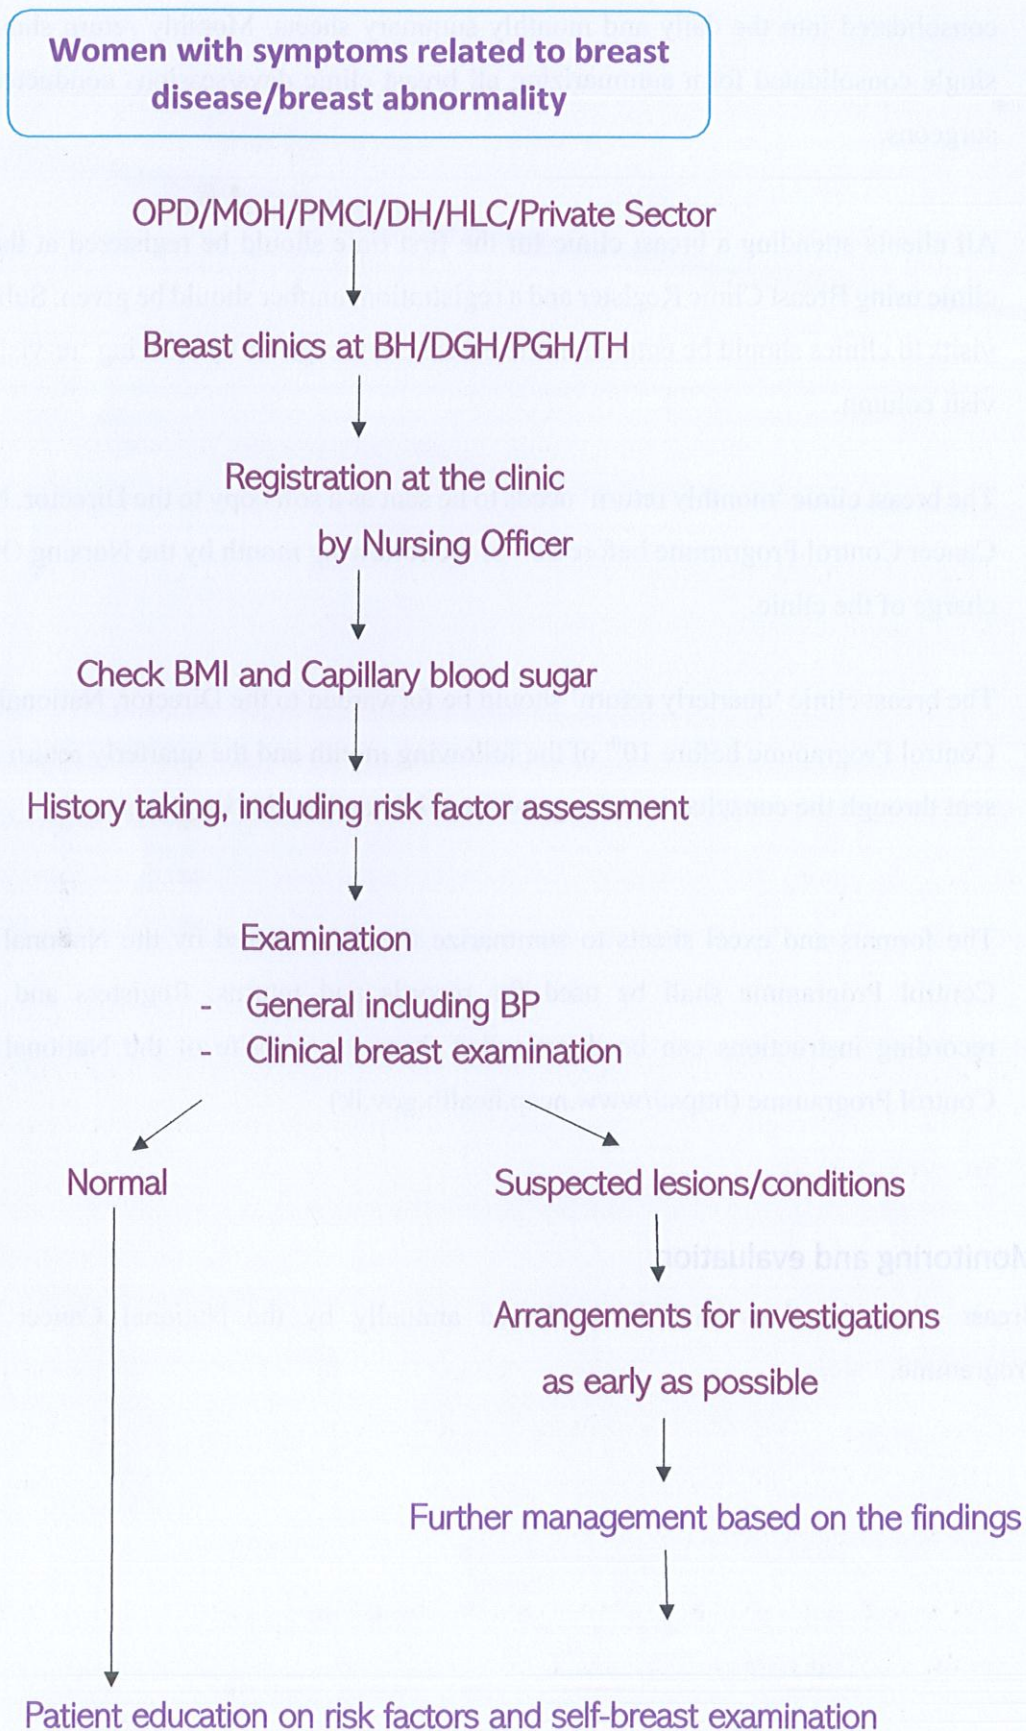 Women with symptoms related to breast
disease/breast abnormality
OPD/MOH/PMCI/DH/HLC/Private Sector
Breast clinics at BH/DGH/PGH/TH
Registration at the clinic
by Nursing Officer
Check BMI and Capillary blood sugar
History taking, including risk factor assessment
Examination
- General including BP
- Clinical breast examination
Normal
Suspected lesions/conditions
Arrangements for investigations
as early as possible
Further management based on the findings
Patient education on risk factors and self-breast examination